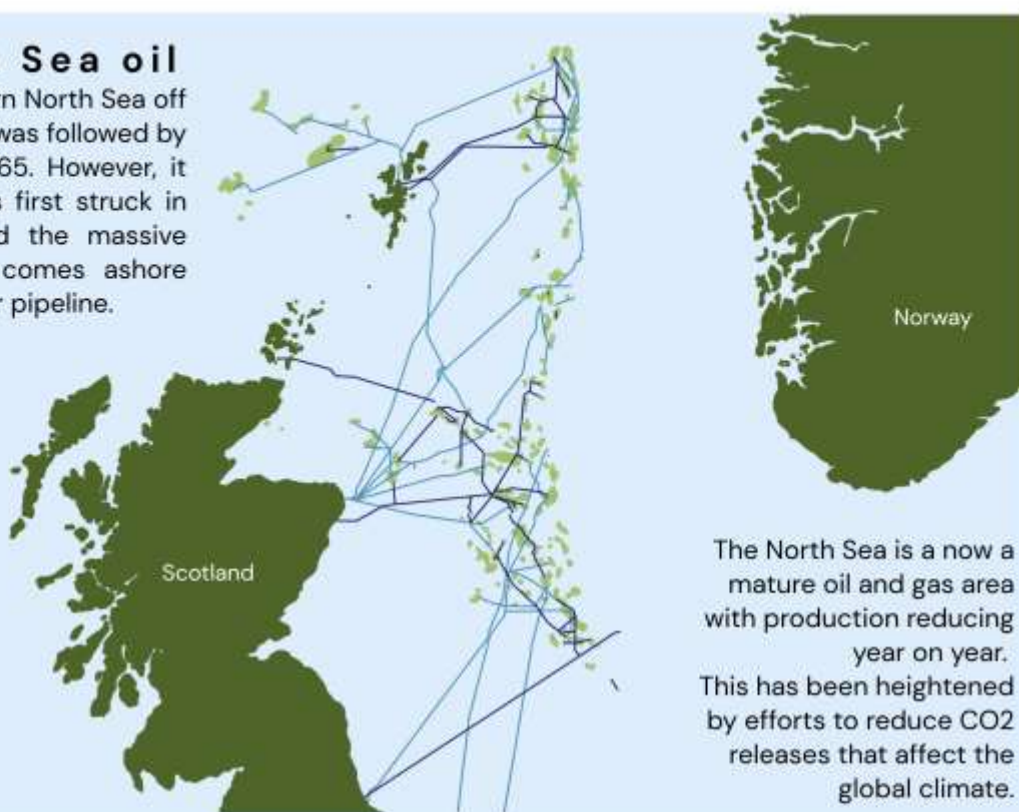 Sea oil
rn North Sea off
was followed by
65. However, it
s first struck in
d the massive
comes ashore
r pipeline.
Norway
Scotland
The North Sea is a now a
mature oil and gas area
with production reducing
year on year.
This has been heightened
by efforts to reduce CO2
releases that affect the
global climate.